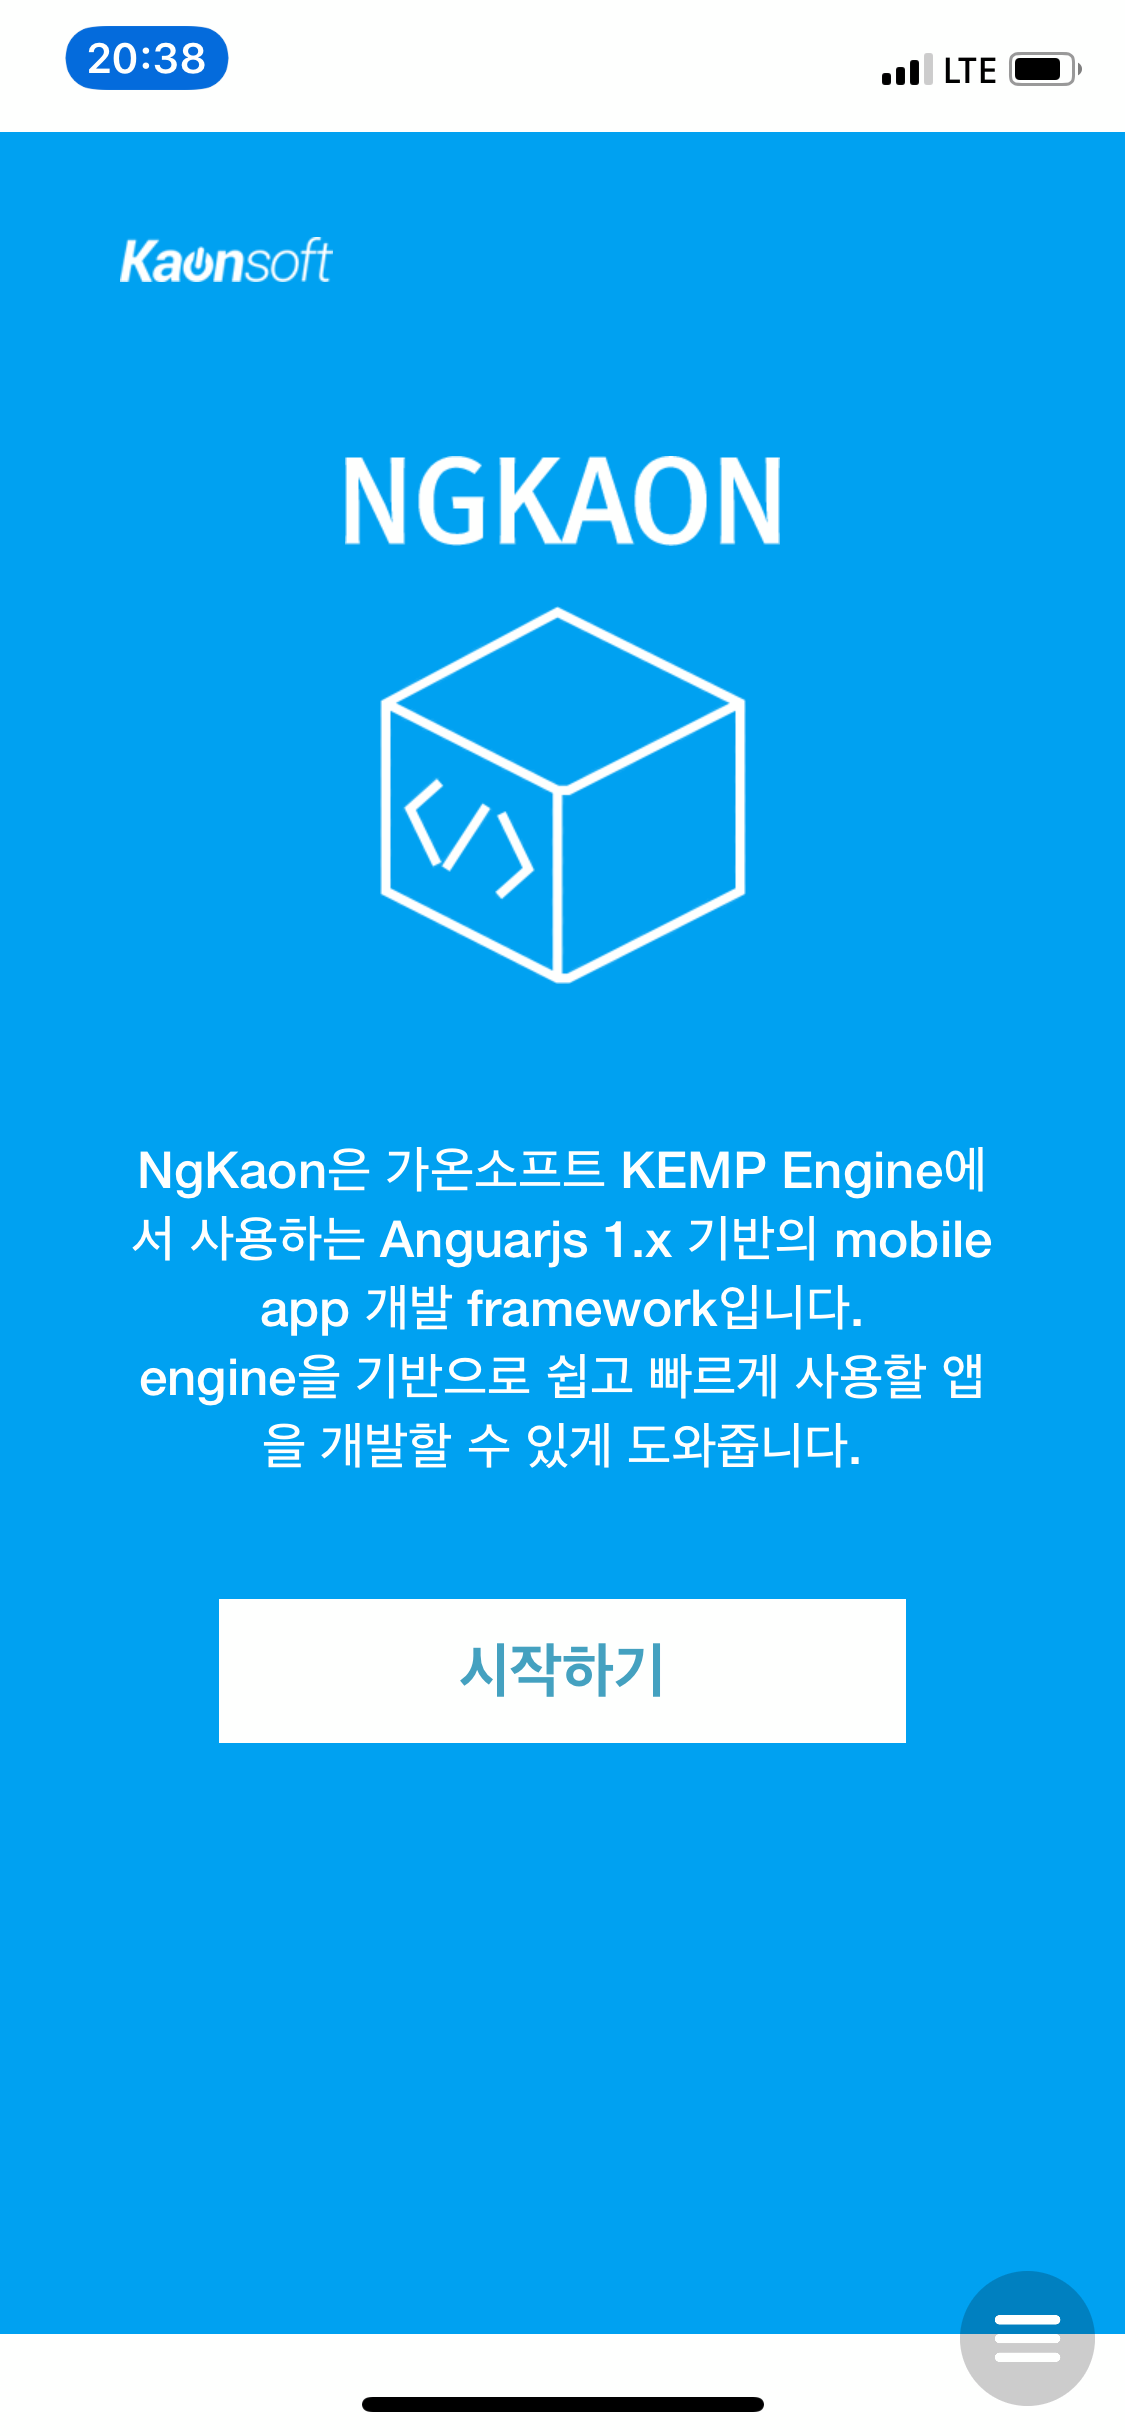 20:38
LTE
Kaonsoft
NGKAON
</>
NgKaon은 가온소프트 KEMP Engine에
서 사용하는 Anguarjs 1.x 기반의 mobile
app 개발 framework입니다.
engine을 기반으로 쉽고 빠르게 사용할 앱
을 개발할 수 있게 도와줍니다.
시작하기